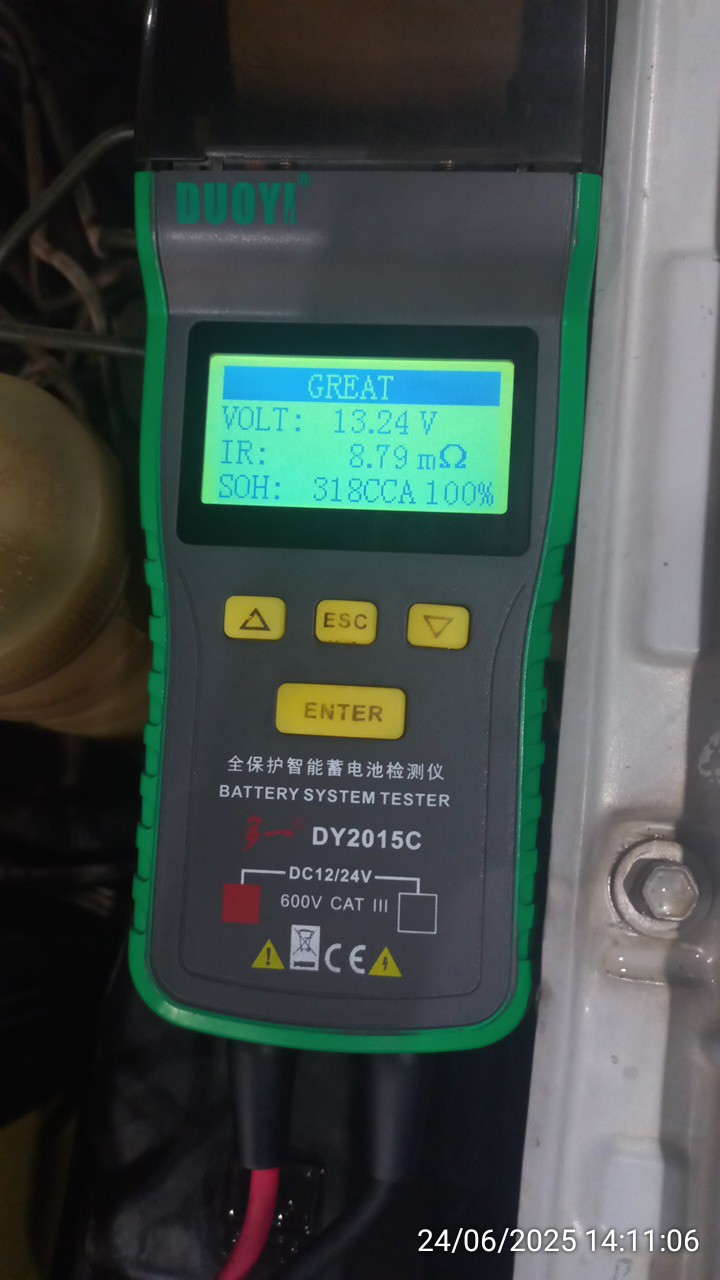 DUOYI®
GREAT
VOLT: 13.24 V
IR: 8.79 mΩ
SOH: 318CCA 100%
ESC
ENTER
全保护智能蓄电池检测仪
BATTERY SYSTEM TESTER
DY2015C
DC12/24V
600V CAT III
CE
24/06/2025 14:11:06